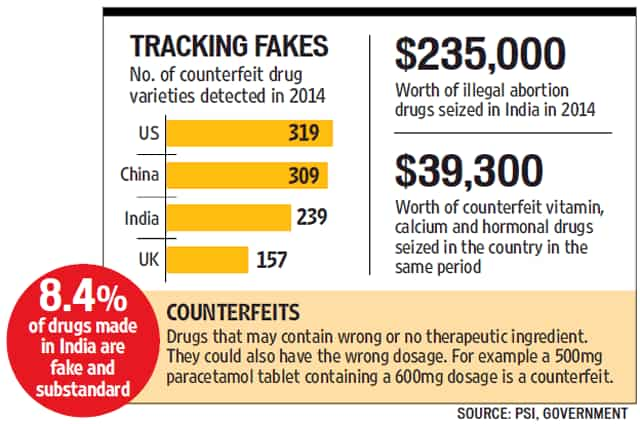 TRACKING FAKES
No. of counterfeit drug
varieties detected in 2014
US 319
China 309
India 239
UK 157
$235,000
Worth of illegal abortion
drugs seized in India in 2014
$39,300
Worth of counterfeit vitamin,
calcium and hormonal drugs
seized in the country in the
same period
8.4%
of drugs made
in India are
fake and
substandard
COUNTERFEITS
Drugs that may contain wrong or no therapeutic ingredient.
They could also have the wrong dosage. For example a 500mg
paracetamol tablet containing a 600mg dosage is a counterfeit.
SOURCE: PSI, GOVERNMENT